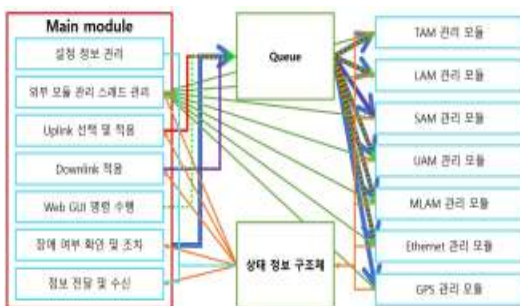 Main module
설정 정보 관리
외부 모듈 관리 스레드 관리
Uplink 선택 및 적용
Downlink 적용
Web GUI 명령 수행
장애 여부 확인 및 조치
정보 전달 및 수신
Queue
상태 정보 구조체
TAM 관리 모듈
LAM 관리 모듈
SAM 관리 모듈
UAM 관리 모듈
MLAM 관리 모듈
Ethernet 관리 모듈
GPS 관리 모듈